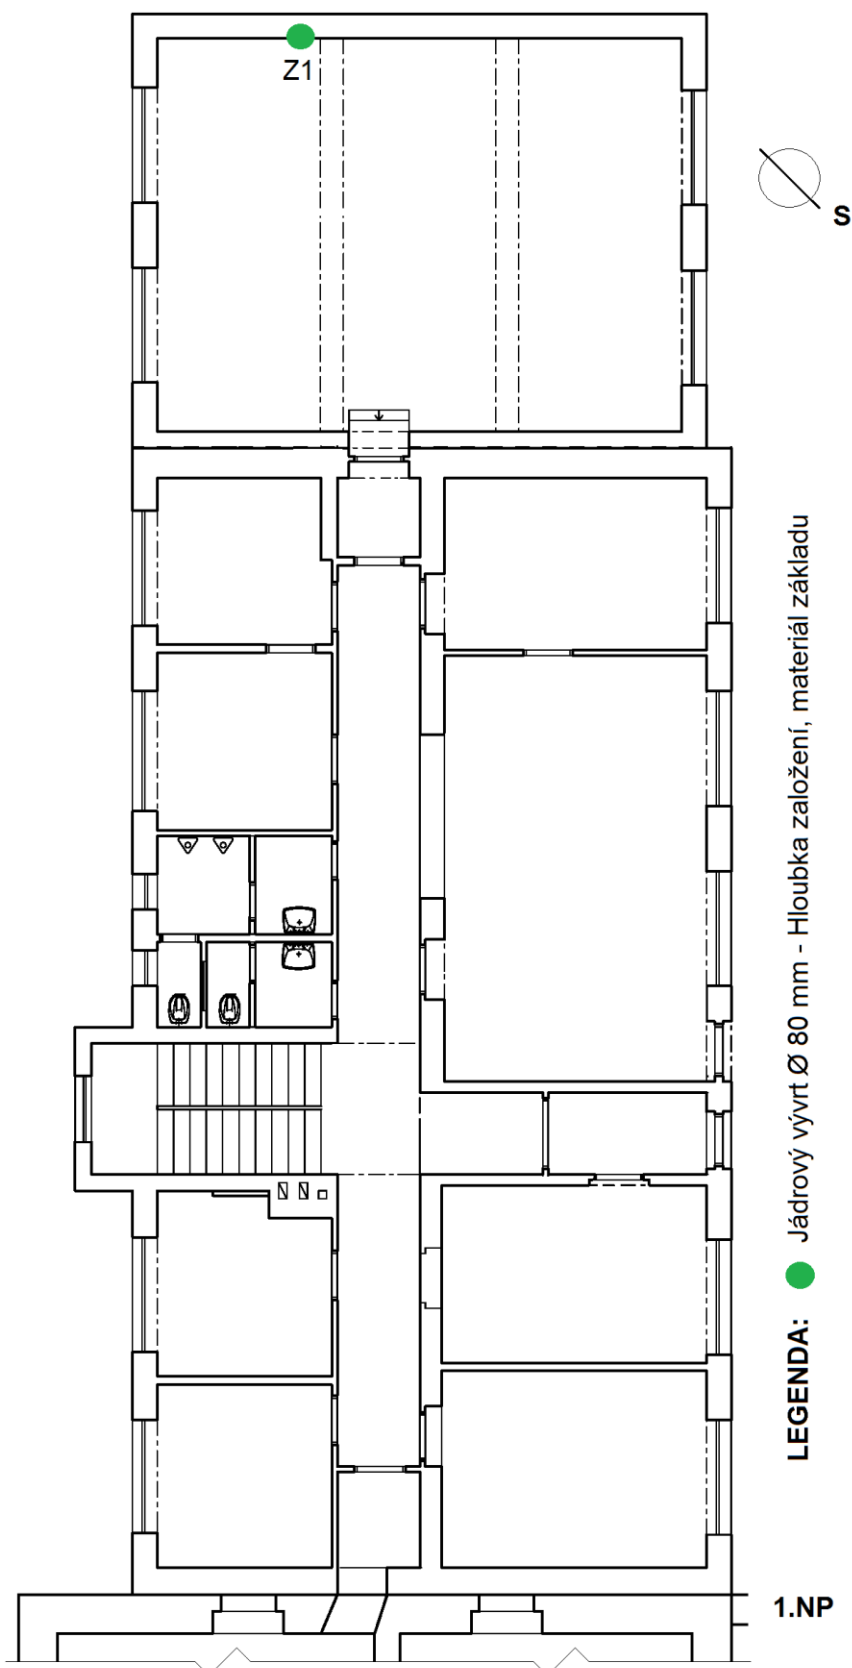 Z1
S
LEGENDA: Jádrový vývrt Ø 80 mm - Hloubka založení, materiál základu
1.NP